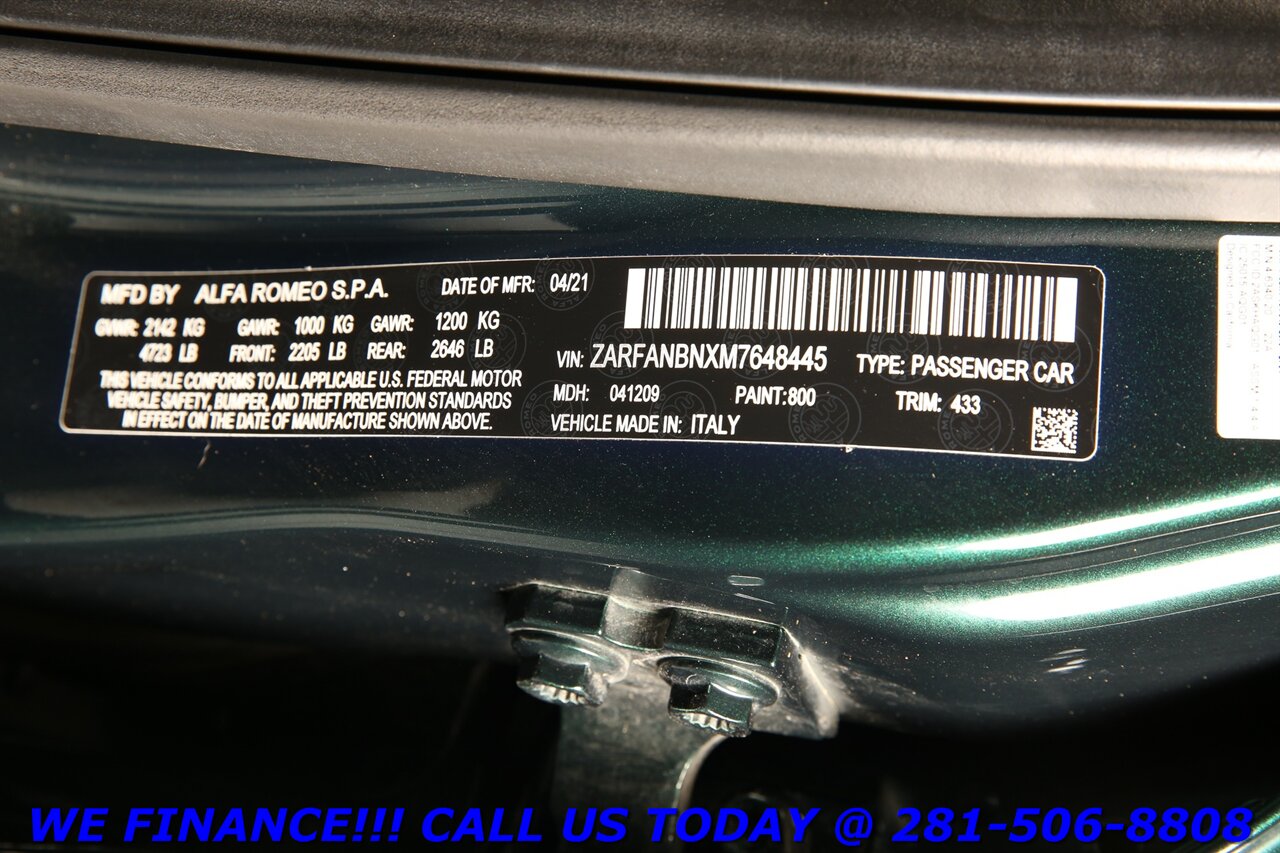 MFD BY ALFA ROMEO S.P.A. DATE OF MFR: 04/21
GVWR: 2142 KG GAWR: 1000 KG GAWR: 1200 KG
4723 LB FRONT: 2205 LB REAR: 2646 LB
THIS VEHICLE CONFORMS TO ALL APPLICABLE U.S. FEDERAL MOTOR
VEHICLE SAFETY, BUMPER, AND THEFT PREVENTION STANDARDS
IN EFFECT ON THE DATE OF MANUFACTURE SHOWN ABOVE.
VIN: ZARFANBNXM7648445 TYPE: PASSENGER CAR
MDH: 041209 PAINT:800 TRIM: 433
VEHICLE MADE IN: ITALY
WE FINANCE!!! CALL US TODAY @ 281-506-8808